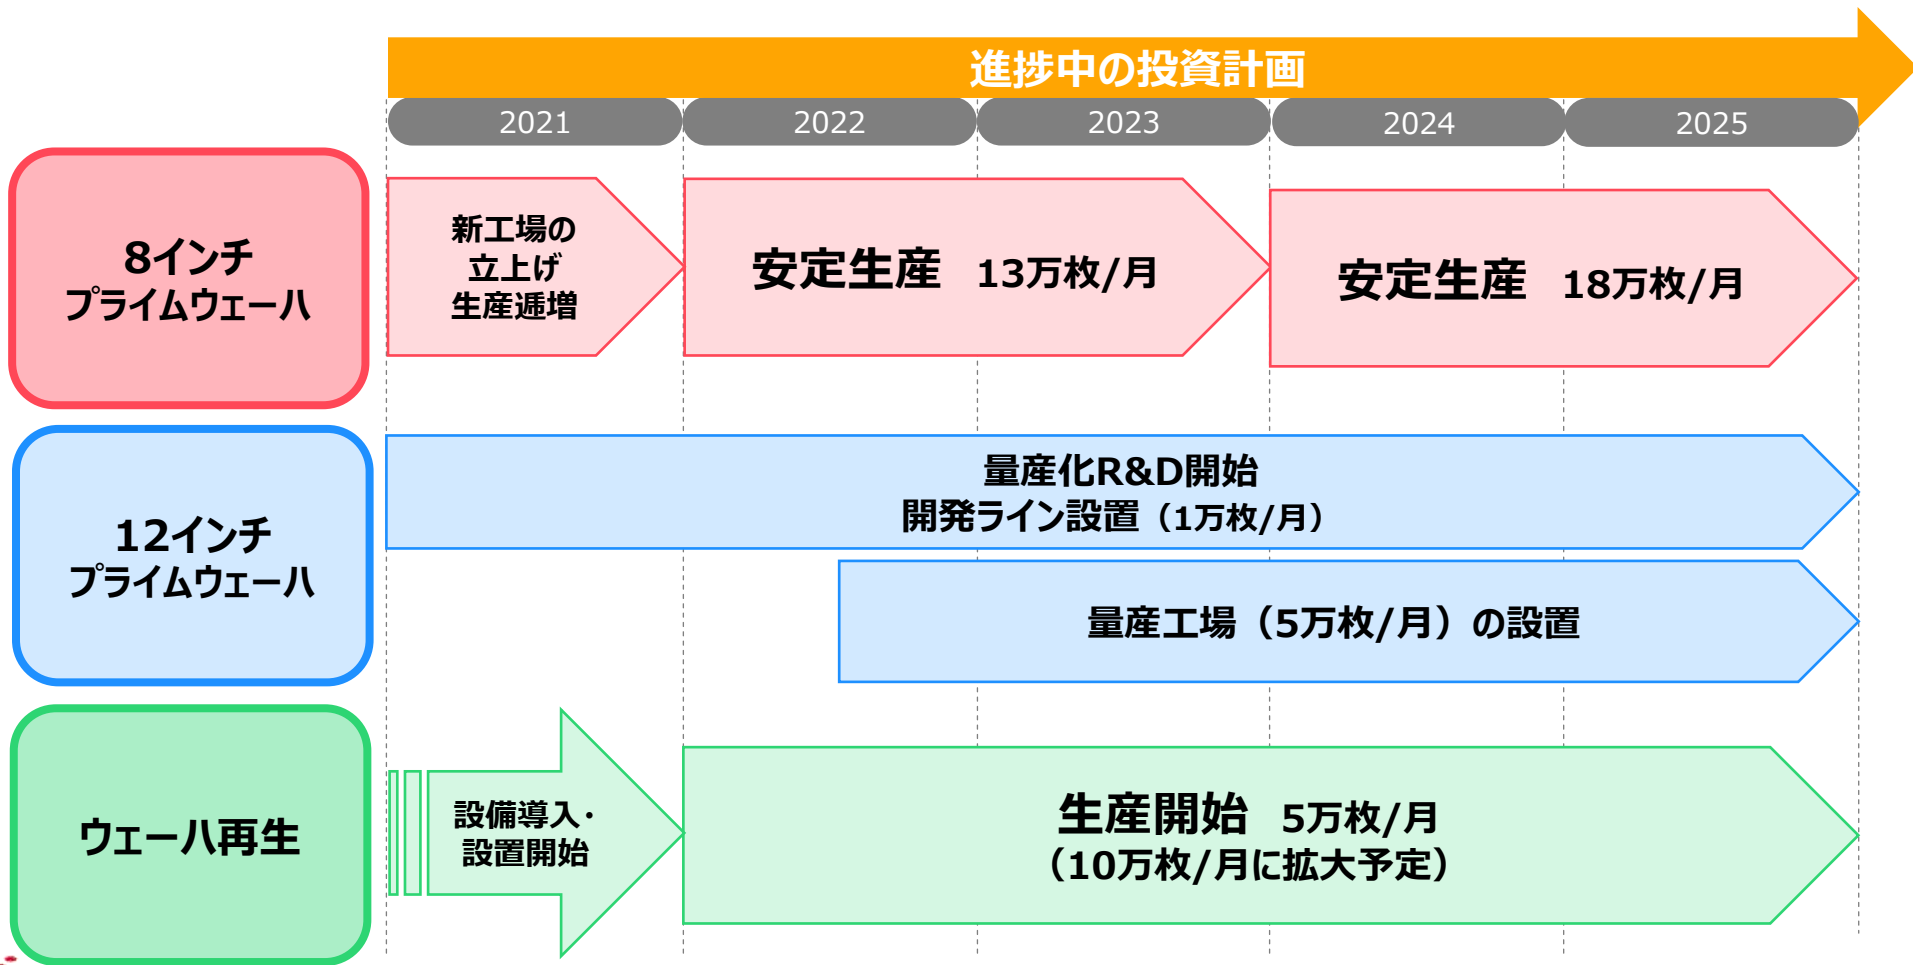 進捗中の投資計画
2021
2022
2023
2024
2025
8インチ
プライムウェーハ
新工場の
立上げ
生産逓増
安定生産 13万枚/月
安定生産 18万枚/月
12インチ
プライムウェーハ
量産化R&D開始
開発ライン設置（1万枚/月）
量産工場（5万枚/月）の設置
ウェーハ再生
設備導入・
設置開始
生産開始 5万枚/月
（10万枚/月に拡大予定）